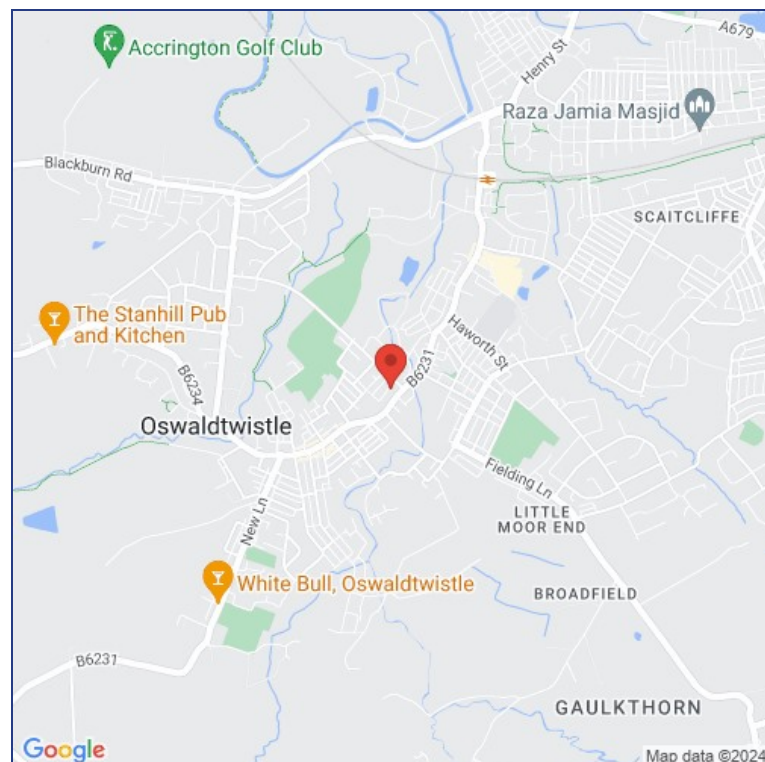 Accrington Golf Club
A679
Henry St
Raza Jamia Masjid
Blackburn Rd
SCAITCLIFFE
The Stanhill Pub
and Kitchen
Haworth St
B6231
B6234
Oswaldtwistle
Fielding Ln
New Ln
LITTLE
MOOR END
White Bull, Oswaldtwistle
BROADFIELD
B6231
GAULKTHORN
Google
Map data ©2024